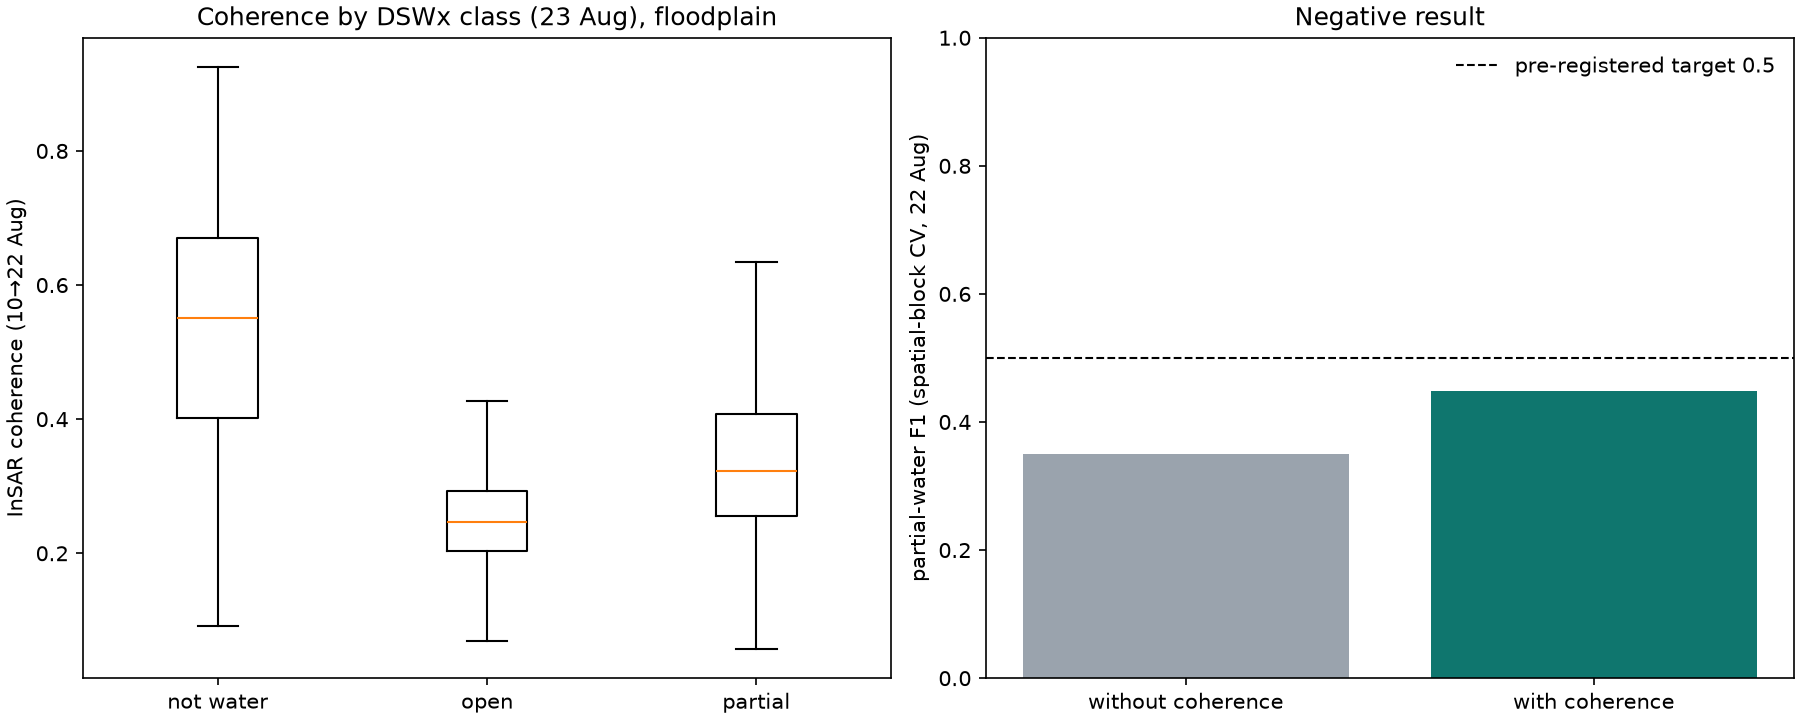 Coherence by DSWx class (23 Aug), floodplain
InSAR coherence (10→22 Aug)
0.8
0.6
0.4
0.2
not water
open
partial
Negative result
partial-water F1 (spatial-block CV, 22 Aug)
1.0
0.8
0.6
0.4
0.2
0.0
pre-registered target 0.5
without coherence
with coherence